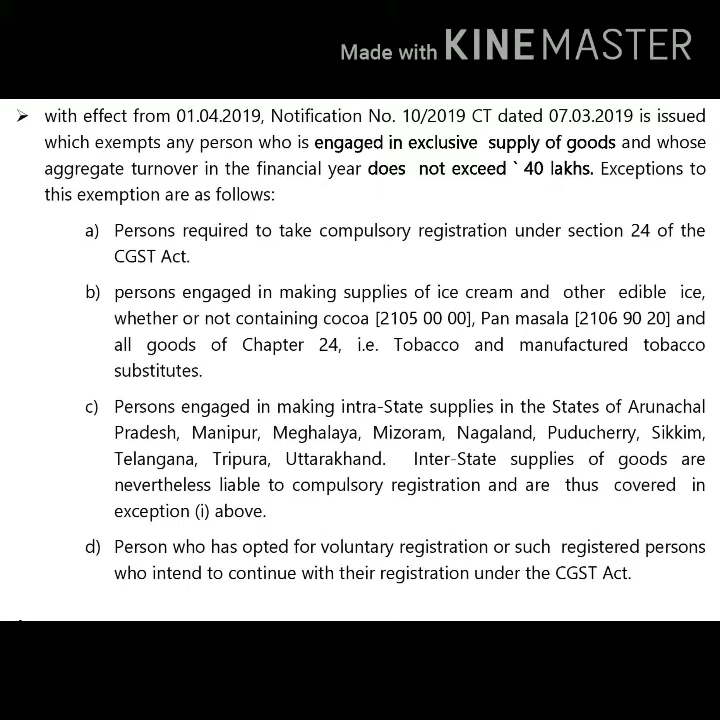 Made with KINEMASTER
➢ with effect from 01.04.2019, Notification No. 10/2019 CT dated 07.03.2019 is issued
which exempts any person who is engaged in exclusive supply of goods and whose
aggregate turnover in the financial year does not exceed ` 40 lakhs. Exceptions to
this exemption are as follows:
a) Persons required to take compulsory registration under section 24 of the
CGST Act.
b) persons engaged in making supplies of ice cream and other edible ice,
whether or not containing cocoa [2105 00 00], Pan masala [2106 90 20] and
all goods of Chapter 24, i.e. Tobacco and manufactured tobacco
substitutes.
c) Persons engaged in making intra-State supplies in the States of Arunachal
Pradesh, Manipur, Meghalaya, Mizoram, Nagaland, Puducherry, Sikkim,
Telangana, Tripura, Uttarakhand. Inter-State supplies of goods are
nevertheless liable to compulsory registration and are thus covered in
exception (i) above.
d) Person who has opted for voluntary registration or such registered persons
who intend to continue with their registration under the CGST Act.